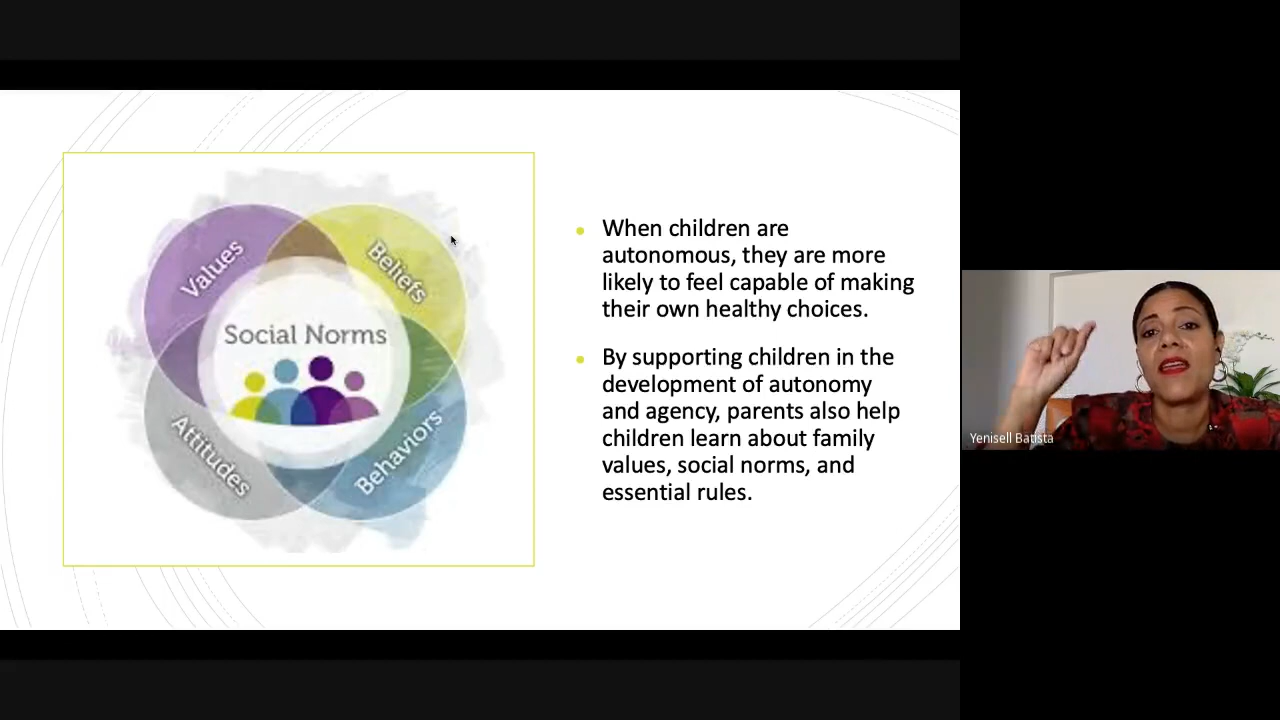 Values
Beliefs
Social Norms
Attitudes
Behaviors
When children are
autonomous, they are more
likely to feel capable of making
their own healthy choices.
By supporting children in the
development of autonomy
and agency, parents also help
children learn about family
values, social norms, and
essential rules.
Yenisell Batista